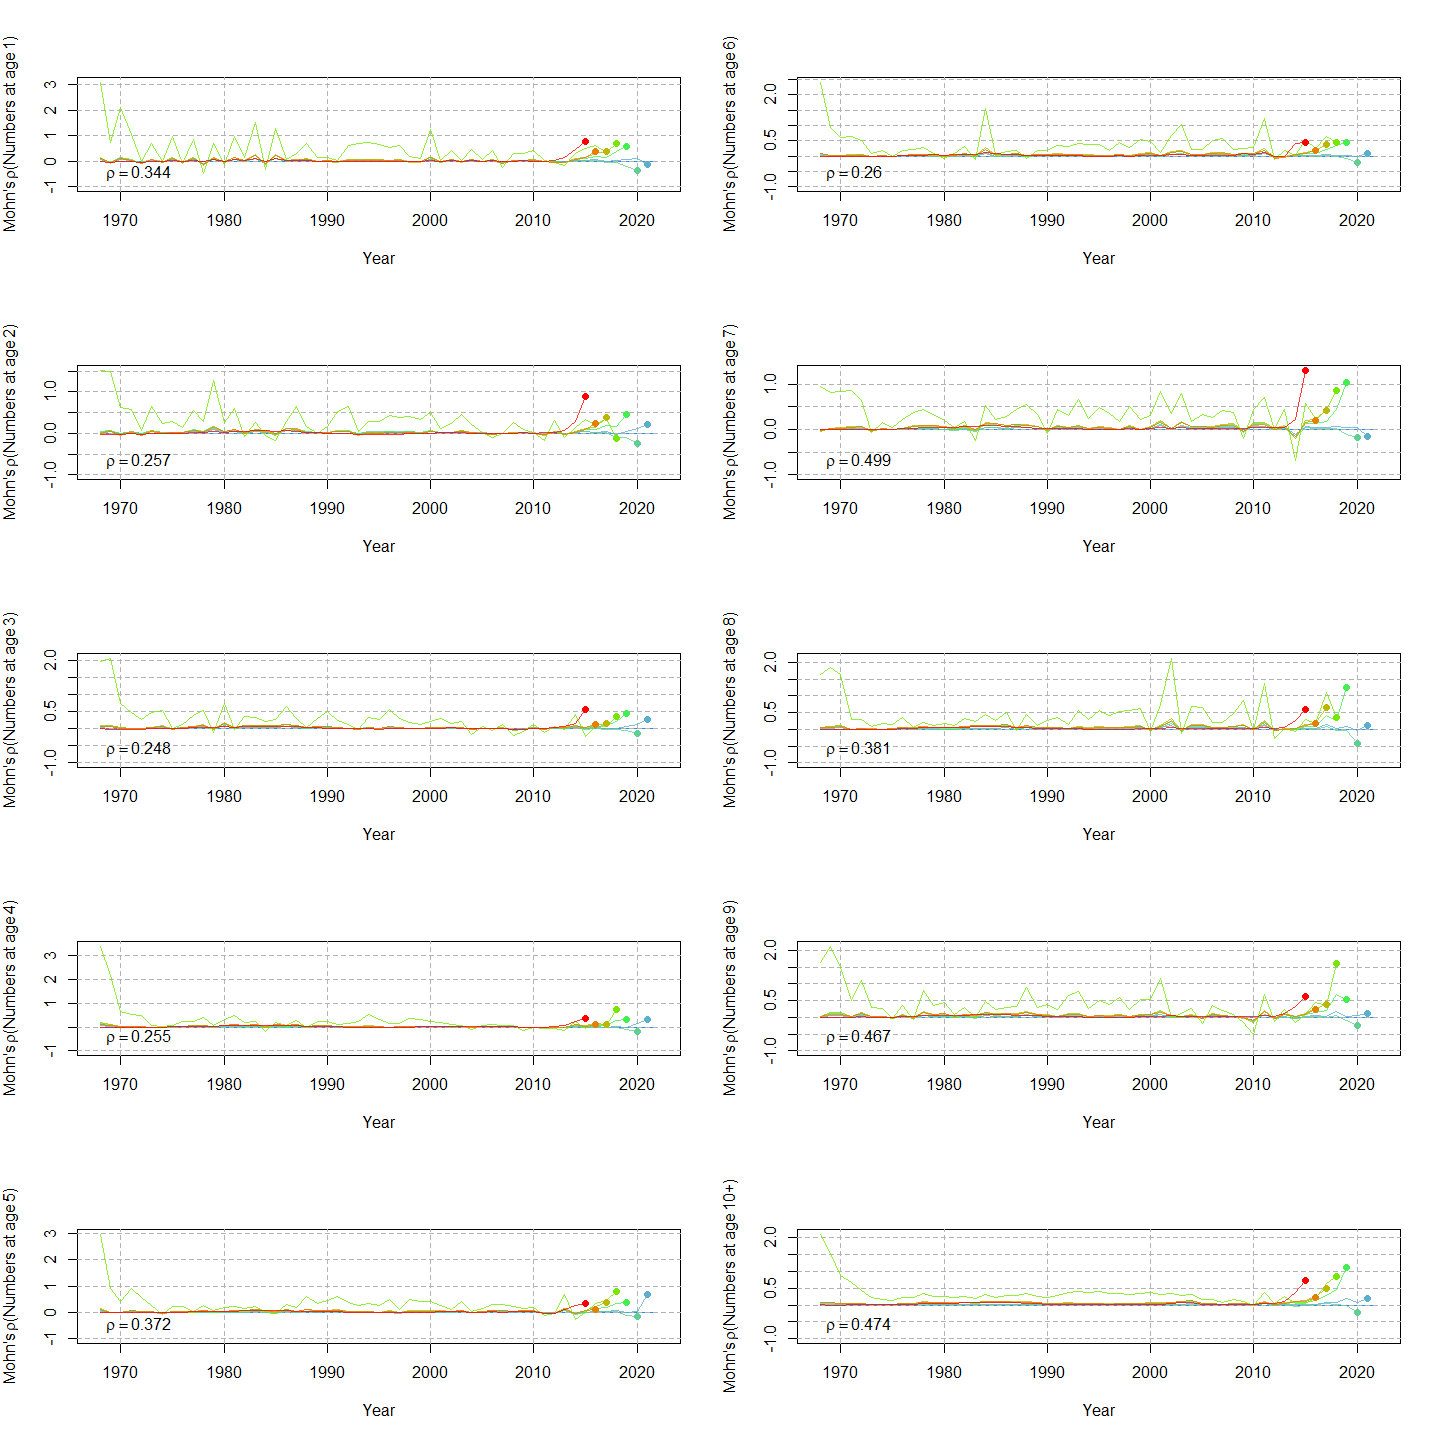 Mohn's ρ(Numbers at age 1)
3
2
1
0
-1
ρ = 0.344
1970 1980 1990 2000 2010 2020
Year
Mohn's ρ(Numbers at age 2)
1.0
0.0
-1.0
ρ = 0.257
1970 1980 1990 2000 2010 2020
Year
Mohn's ρ(Numbers at age 3)
2.0
0.5
-1.0
ρ = 0.248
1970 1980 1990 2000 2010 2020
Year
Mohn's ρ(Numbers at age 4)
3
2
1
-1
ρ = 0.255
1970 1980 1990 2000 2010 2020
Year
Mohn's ρ(Numbers at age 5)
3
2
1
0
-1
ρ = 0.372
1970 1980 1990 2000 2010 2020
Year
Mohn's ρ(Numbers at age 6)
2.0
0.5
-1.0
ρ = 0.26
1970 1980 1990 2000 2010 2020
Year
Mohn's ρ(Numbers at age 7)
1.0
0.0
-1.0
ρ = 0.499
1970 1980 1990 2000 2010 2020
Year
Mohn's ρ(Numbers at age 8)
2.0
0.5
-1.0
ρ = 0.381
1970 1980 1990 2000 2010 2020
Year
Mohn's ρ(Numbers at age 9)
2.0
0.5
-1.0
ρ = 0.467
1970 1980 1990 2000 2010 2020
Year
Mohn's ρ(Numbers at age 10+)
2.0
0.5
-1.0
ρ = 0.474
1970 1980 1990 2000 2010 2020
Year